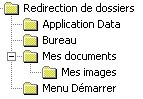 Redirection de dossiers
Application Data
Bureau
Mes documents
Mes images
Menu Démarrer